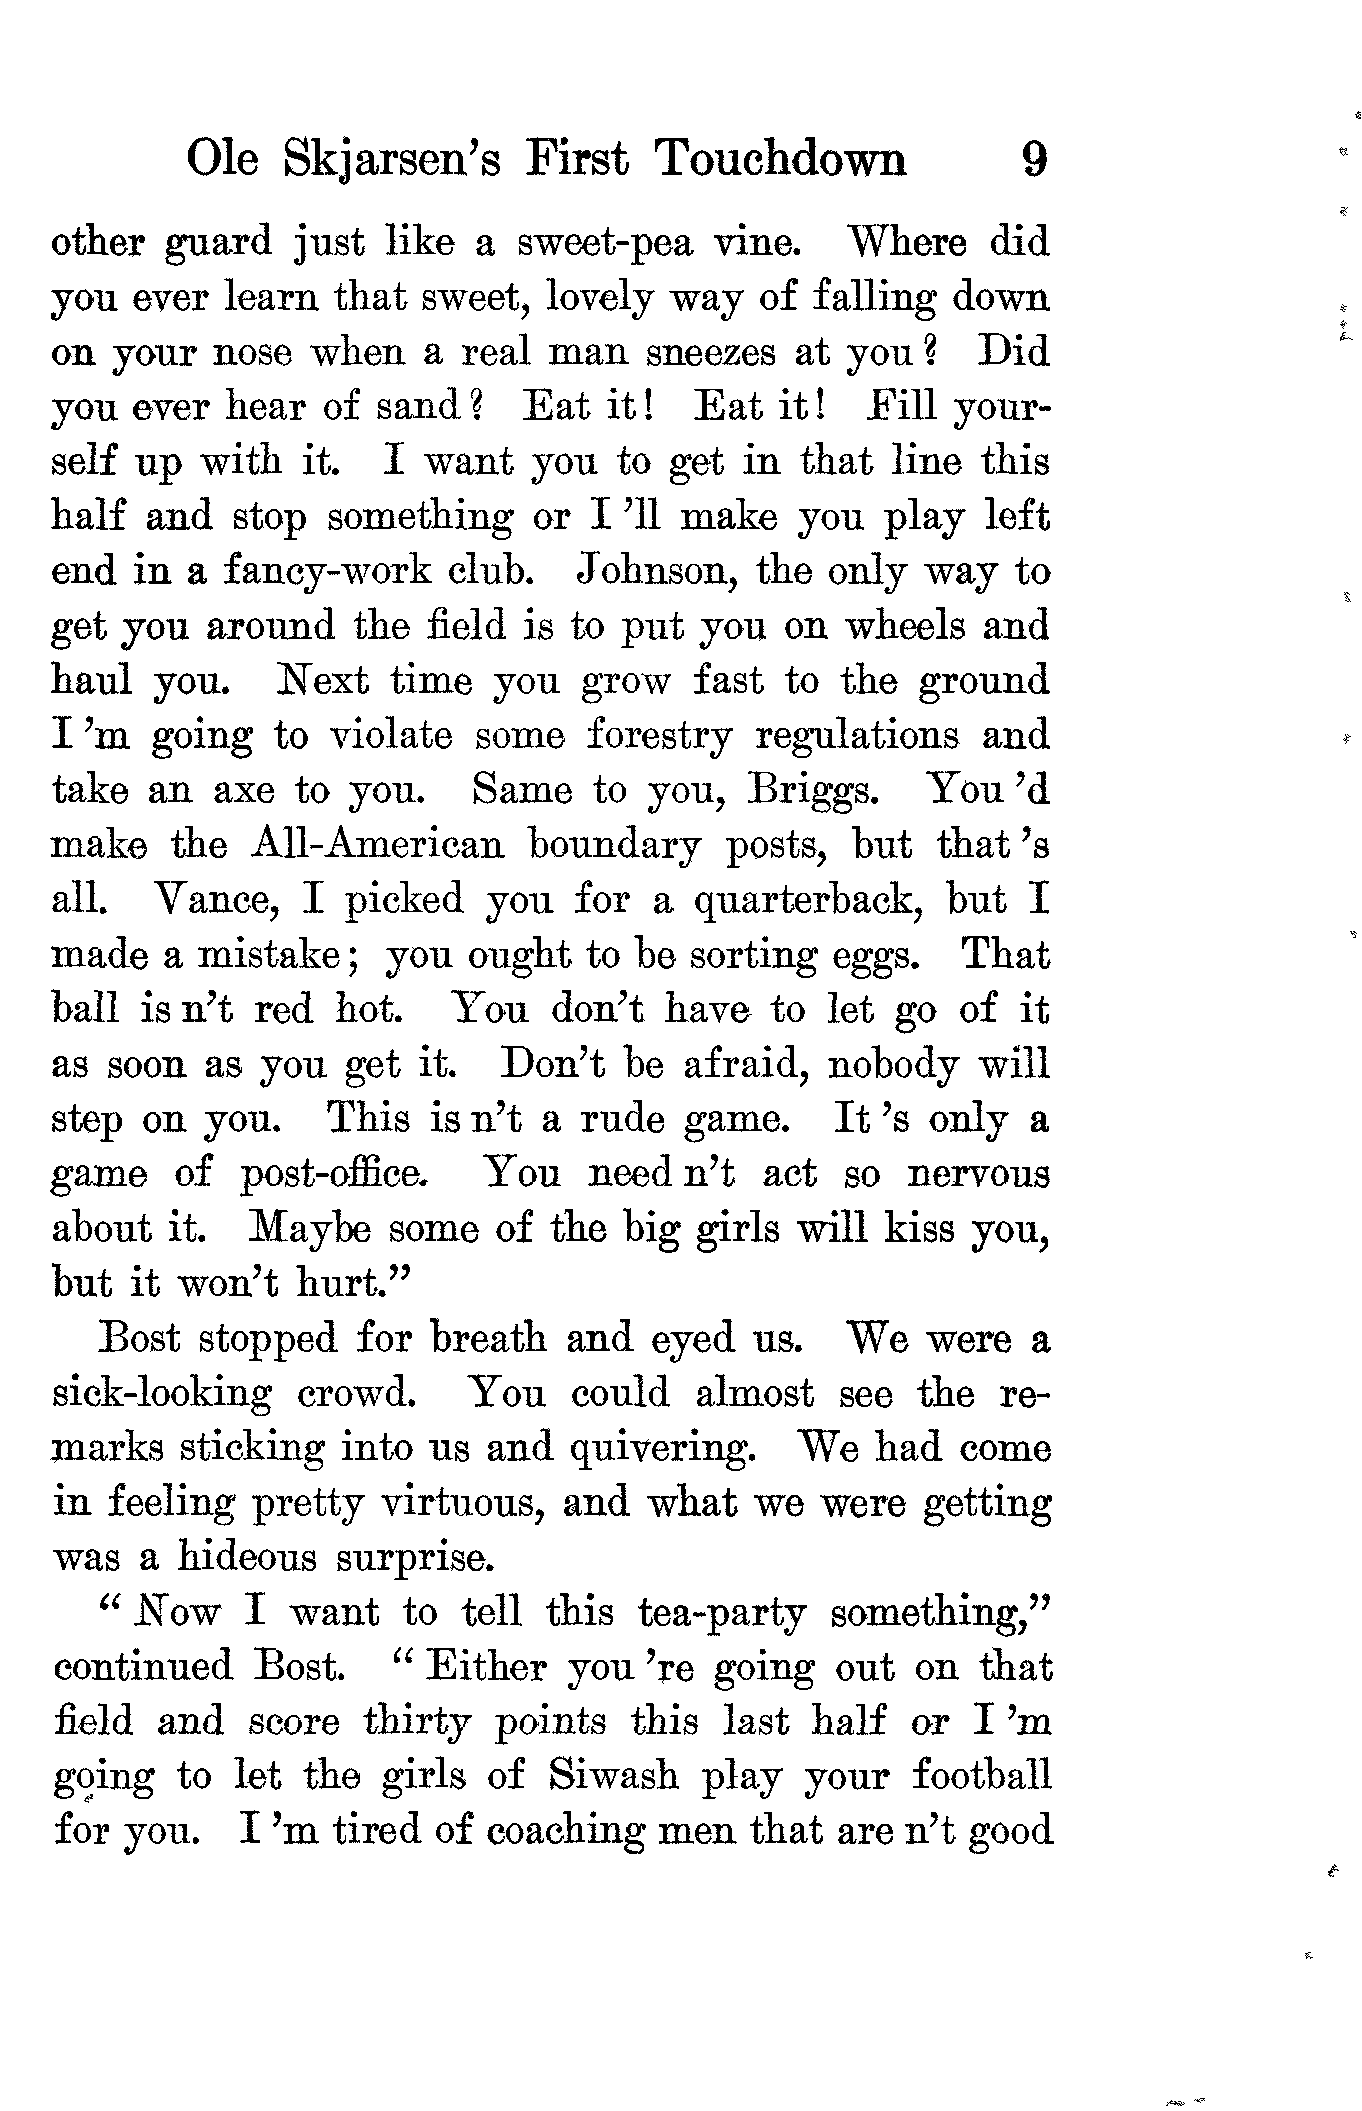 Ole Skjarsen's First Touchdown 9
other guard just like a sweet-pea vine. Where did
you ever learn that sweet, lovely way of falling down
on your nose when a real man sneezes at you? Did
you ever hear of sand? Eat it! Eat it! Fill your-
self up with it. I want you to get in that line this
half and stop something or I 'll make you play left
end in a fancy-work club. Johnson, the only way to
get you around the field is to put you on wheels and
haul you. Next time you grow fast to the ground
I 'm going to violate some forestry regulations and
take an axe to you. Same to you, Briggs. You 'd
make the All-American boundary posts, but that 's
all. Vance, I picked you for a quarterback, but I
made a mistake; you ought to be sorting eggs. That
ball is n't red hot. You don't have to let go of it
as soon as you get it. Don't be afraid, nobody will
step on you. This is n't a rude game. It 's only a
game of post-office. You need n't act so nervous
about it. Maybe some of the big girls will kiss you,
but it won't hurt."
Bost stopped for breath and eyed us. We were a
sick-looking crowd. You could almost see the re-
marks sticking into us and quivering. We had come
in feeling pretty virtuous, and what we were getting
was a hideous surprise.
"Now I want to tell this tea-party something,"
continued Bost. "Either you 're going out on that
field and score thirty points this last half or I 'm
going to let the girls of Siwash play your football
for you. I 'm tired of coaching men that are n't good